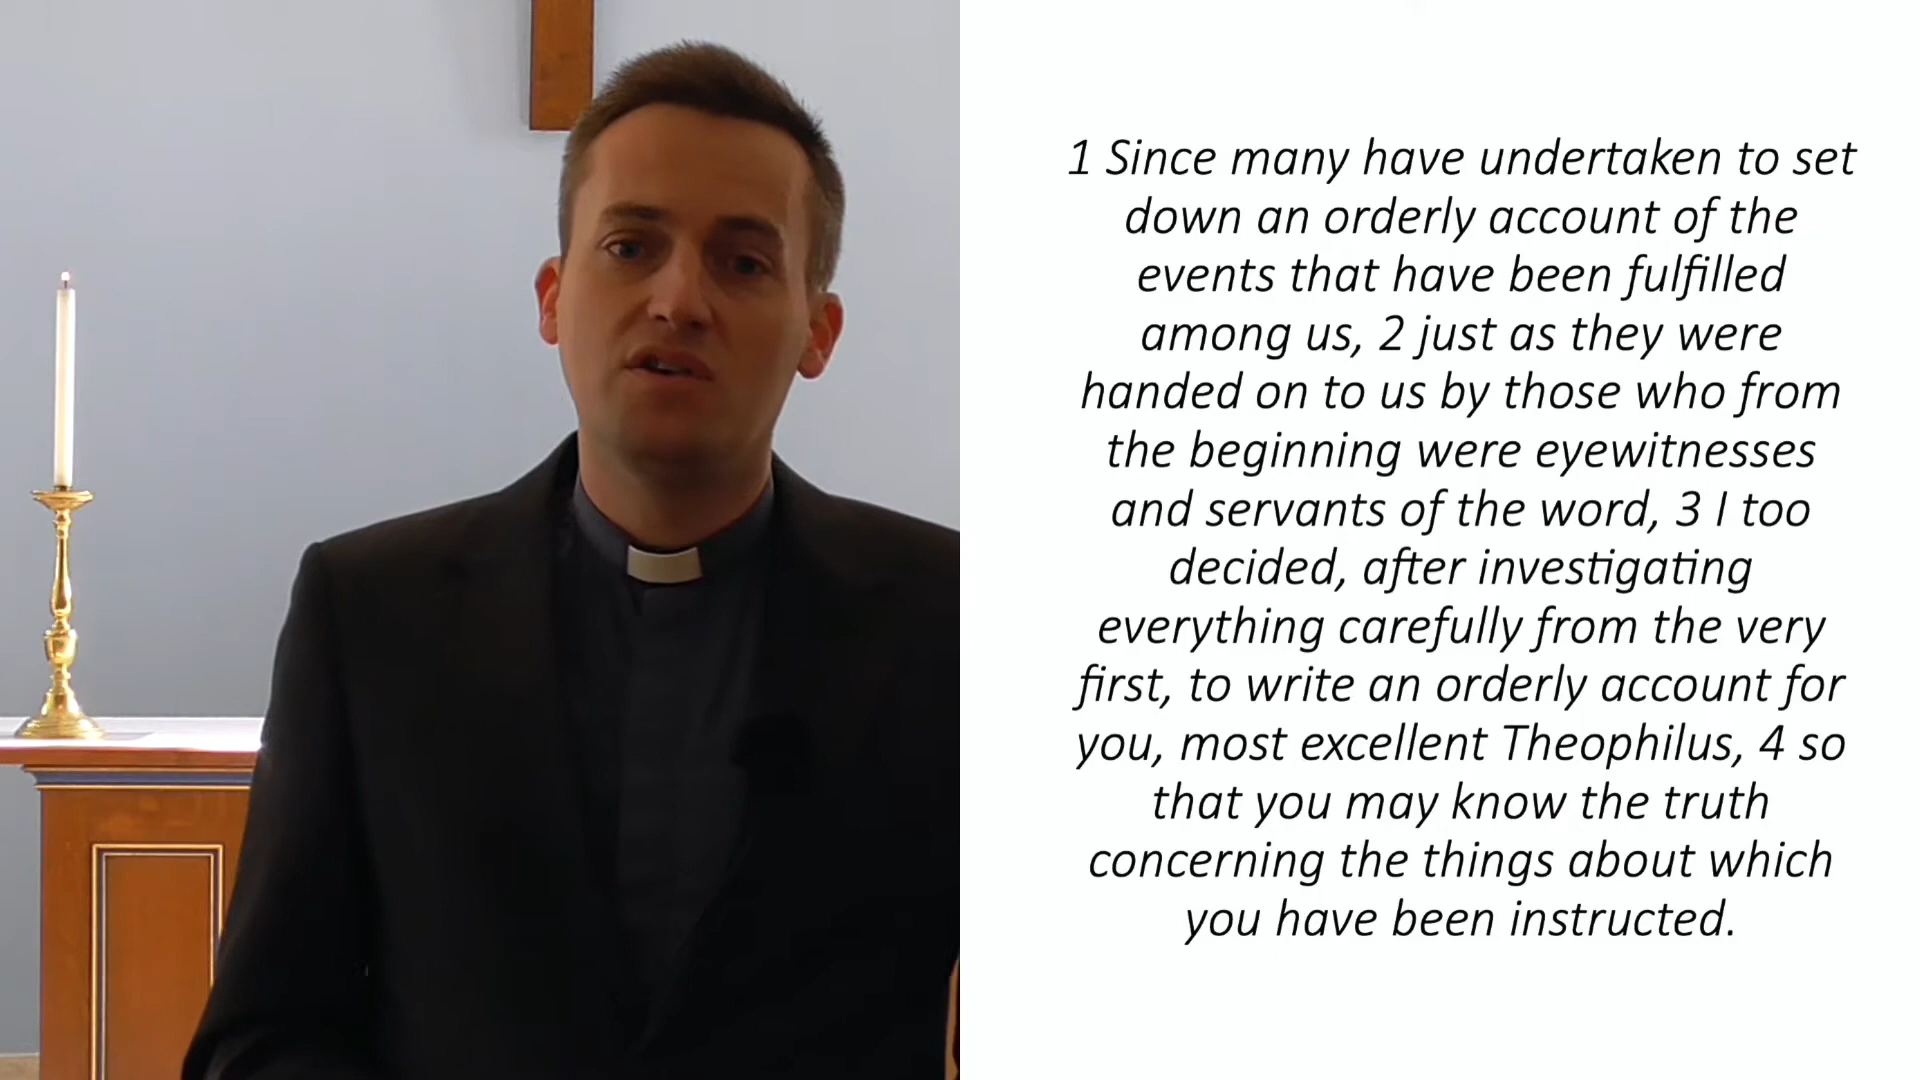 1 Since many have undertaken to set
down an orderly account of the
events that have been fulfilled
among us, 2 just as they were
handed on to us by those who from
the beginning were eyewitnesses
and servants of the word, 3 I too
decided, after investigating
everything carefully from the very
first, to write an orderly account for
you, most excellent Theophilus, 4 so
that you may know the truth
concerning the things about which
you have been instructed.